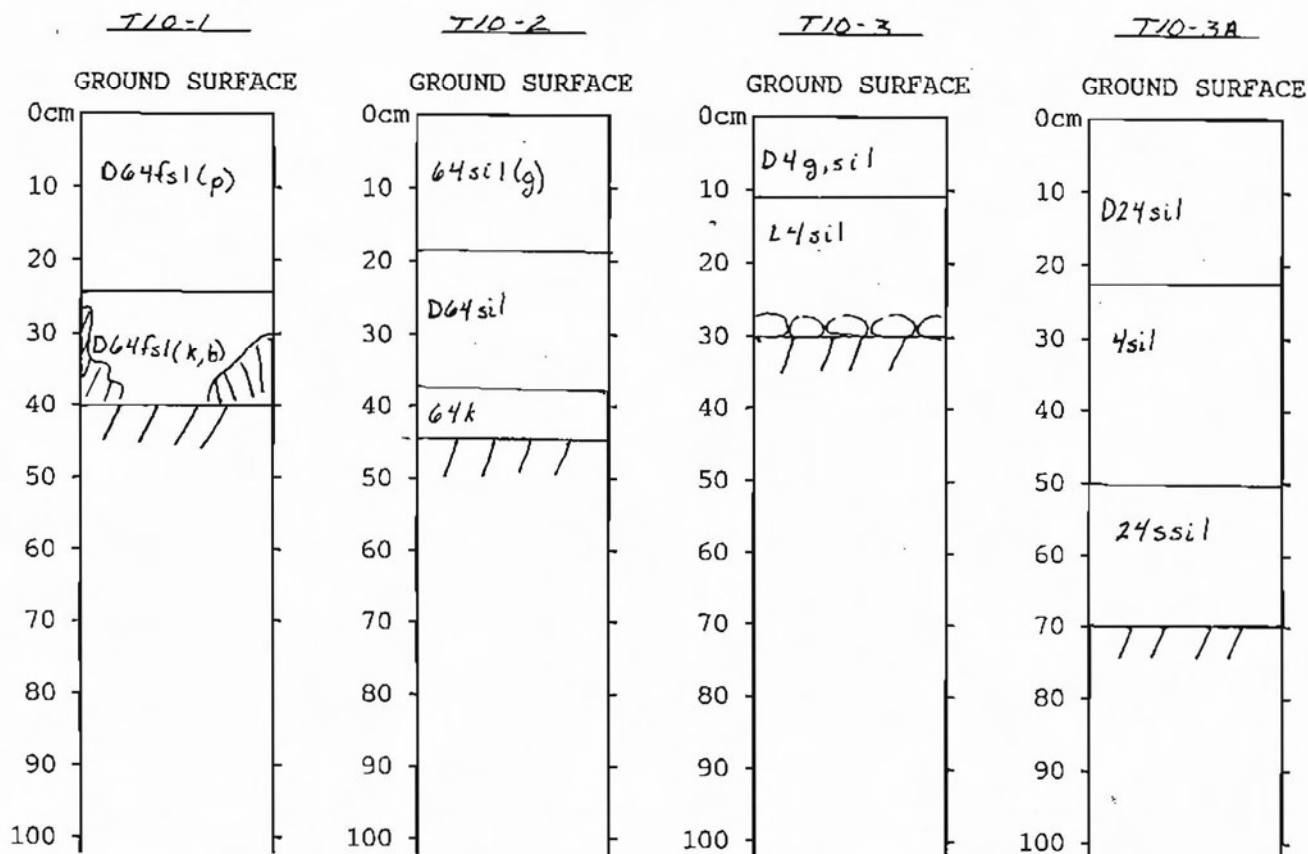 T10-1
GROUND SURFACE
0cm
D64fsl(p)
10
20
D64fsl(k,b)
30
40
50
60
70
80
90
100
T10-2
GROUND SURFACE
0cm
64sil(g)
10
20
D64sil
30
40
64k
50
60
70
80
90
100
T10-3
GROUND SURFACE
0cm
D4g,sil
10
24sil
20
30
40
50
60
70
80
90
100
T10-3A
GROUND SURFACE
0cm
10
D24sil
20
30
4sil
40
50
24ssil
60
70
80
90
100